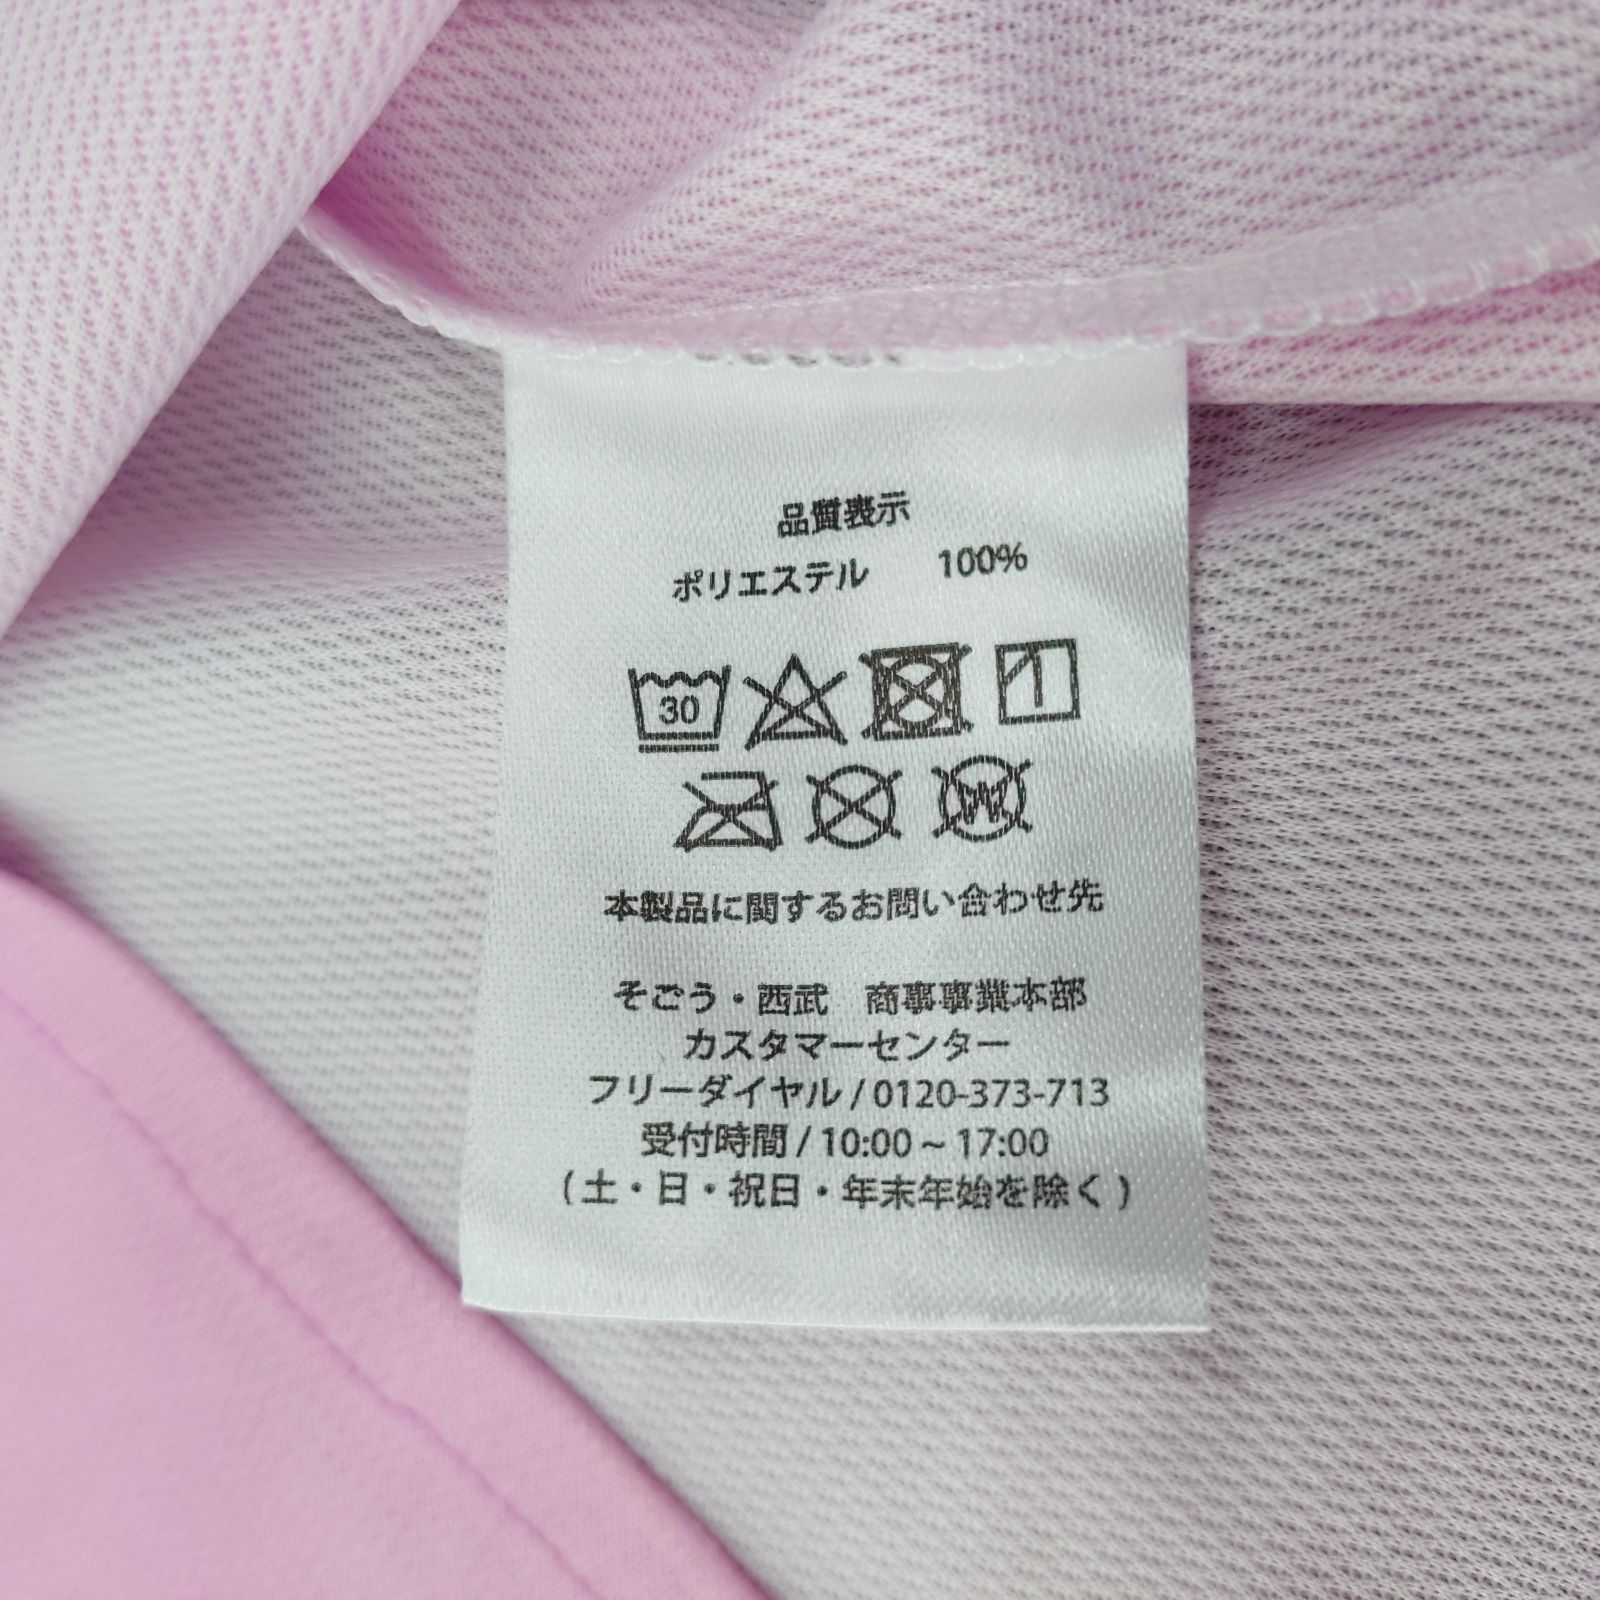 品質表示
ポリエステル 100%
30
W
本製品に関するお問い合わせ先
そごう・西武 商事事業本部
カスタマーセンター
フリーダイヤル / 0120-373-713
受付時間 / 10:00 ~ 17:00
(土・日・祝日・年末年始を除く)